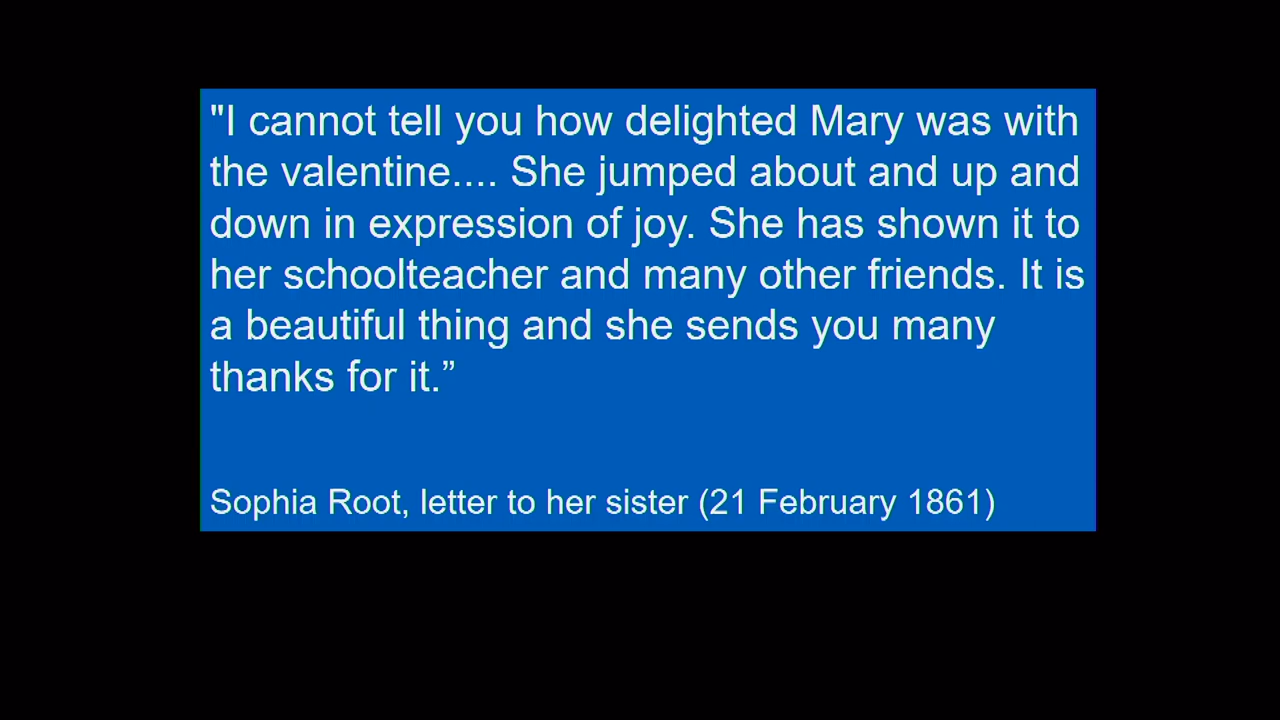 "I cannot tell you how delighted Mary was with
the valentine.... She jumped about and up and
down in expression of joy. She has shown it to
her schoolteacher and many other friends. It is
a beautiful thing and she sends you many
thanks for it.”
Sophia Root, letter to her sister (21 February 1861)